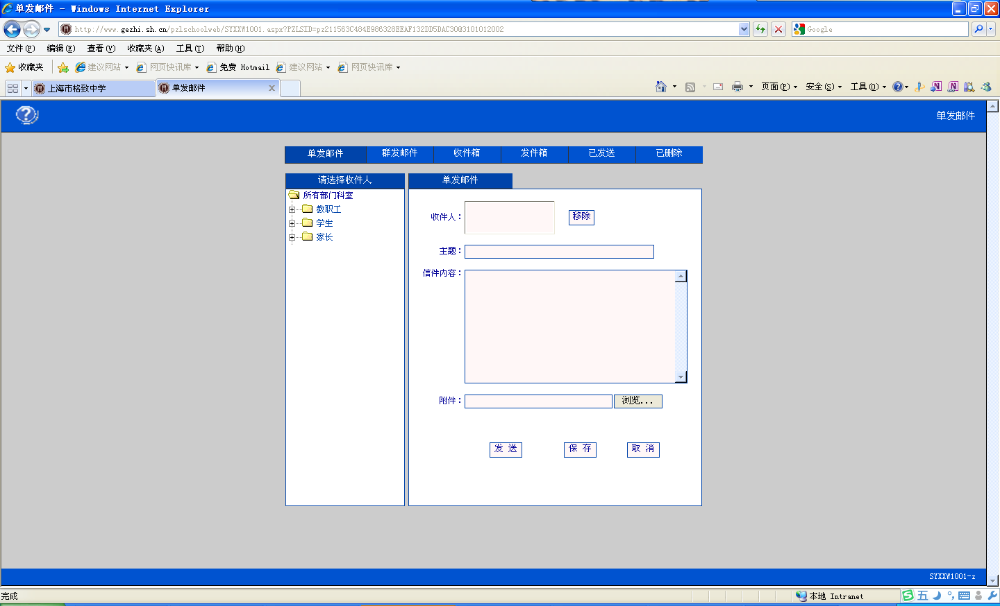 单发邮件 - Windows Internet Explorer
http://www.gezhi.sh.cn/pzlschoolweb/SYXXW1001.aspx?PZLSID=pz211563C484E986328EEAF132DD5DAC30@3101012002
Google
文件(F) 编辑(E) 查看(V) 收藏夹(A) 工具(T) 帮助(H)
收藏夹 建议网站 网页快讯库 免费 Hotmail 建议网站 网页快讯库
上海市格致中学 单发邮件 页面(P) 安全(S) 工具(O)
单发邮件
单发邮件 群发邮件 收件箱 发件箱 已发送 已删除
请选择收件人
所有部门科室
教职工
学生
家长
单发邮件
收件人： 移除
主题：
信件内容：
附件： 浏览...
发 送 保 存 取 消
SYXXW1001-z
完成 本地 Intranet 五